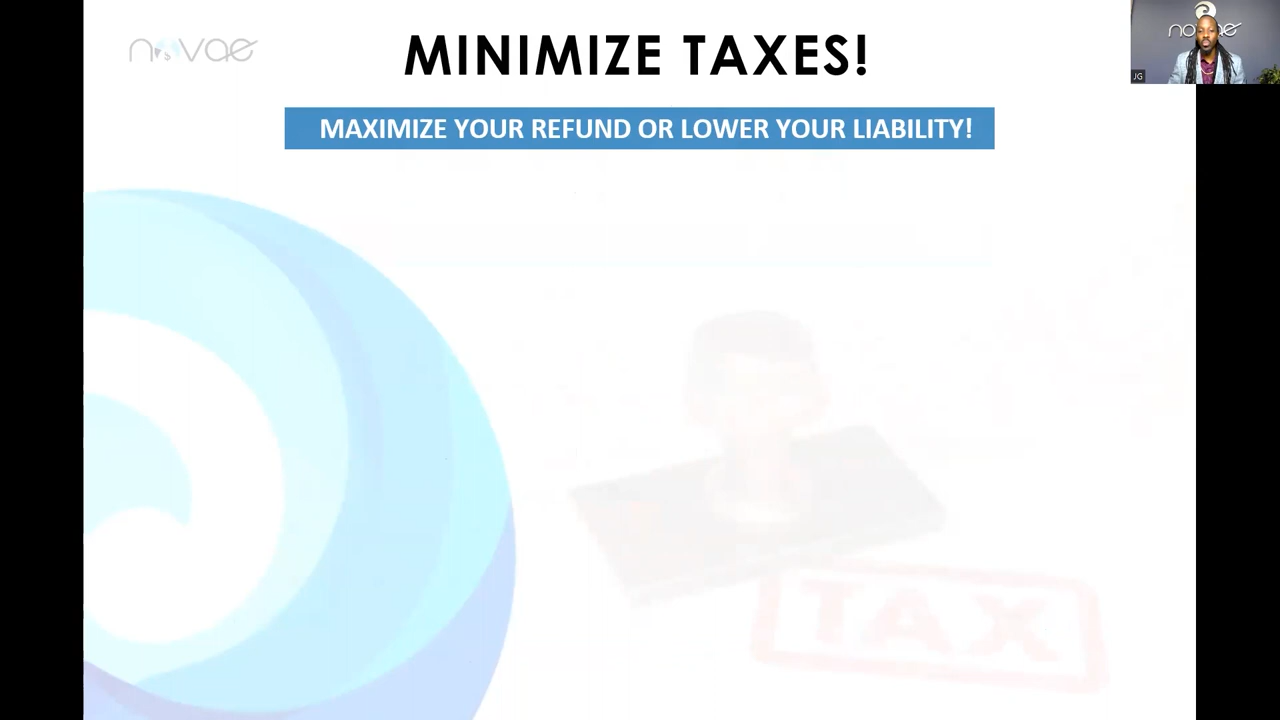 novae
MINIMIZE TAXES!
novae
JG
MAXIMIZE YOUR REFUND OR LOWER YOUR LIABILITY!
TAX